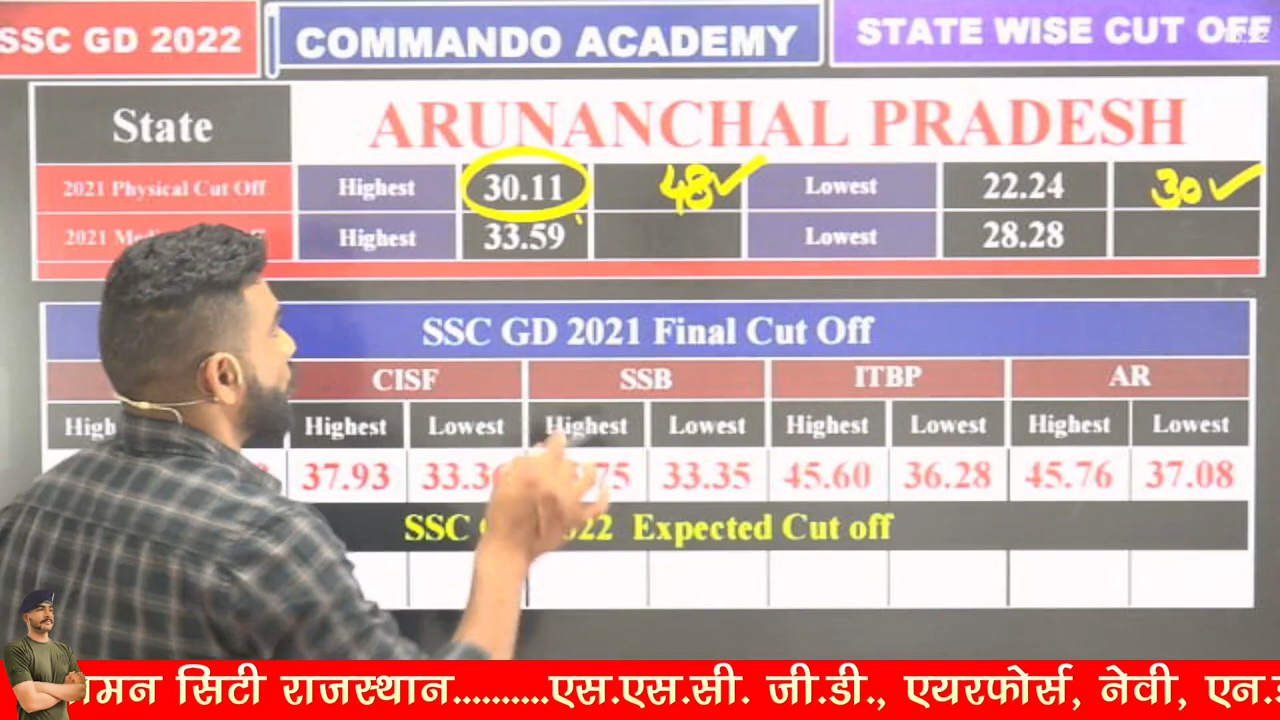 SSC GD 2022 COMMANDO ACADEMY STATE WISE CUT OFF
State ARUNANCHAL PRADESH
2021 Physical Cut Off Highest 30.11 48 Lowest 22.24 30
2021 Highest 33.59 Lowest 28.28
SSC GD 2021 Final Cut Off
CISF SSB ITBP AR
Highest Lowest Highest Lowest Highest Lowest Highest Lowest
37.93 33.35 45.60 36.28 45.76 37.08
SSC Expected Cut off
सिटी राजस्थान..........एस.एस.सी. जी.डी., एयरफोर्स, नेवी,